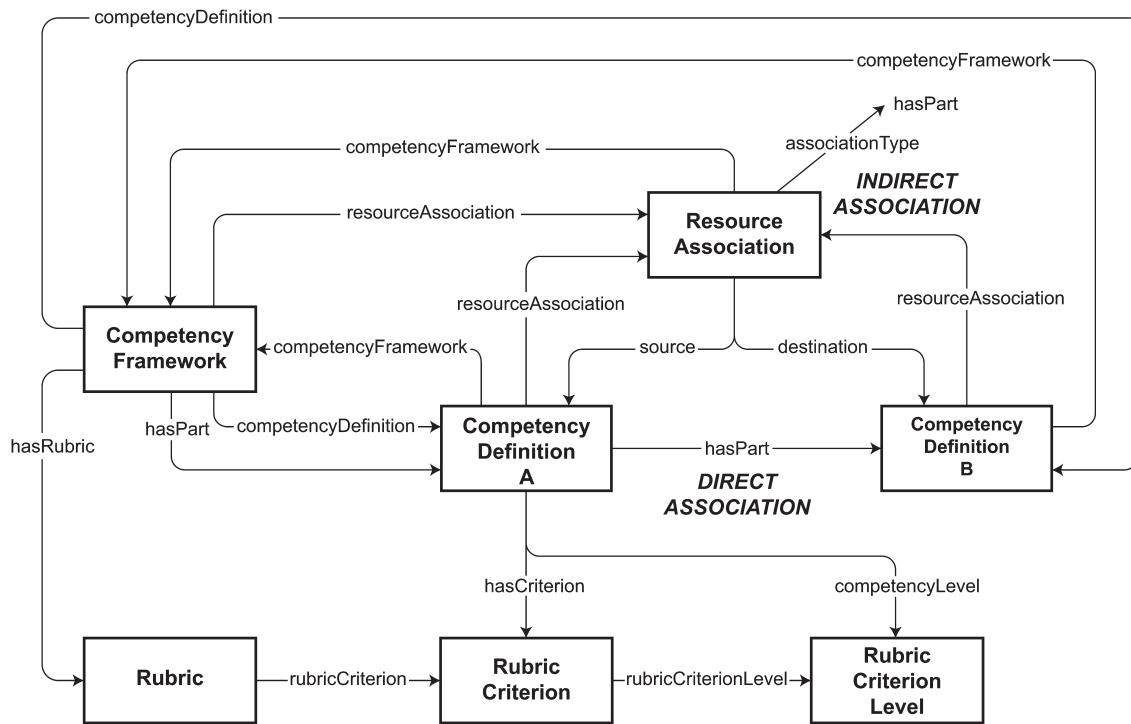 competencyDefinition
competencyFramework
hasPart
associationType
competencyFramework
INDIRECT
ASSOCIATION
resourceAssociation
Resource
Association
resourceAssociation
resourceAssociation
Competency
Framework
competencyFramework
source
destination
hasPart
competencyDefinition
hasRubric
Competency
Definition
A
hasPart
Competency
Definition
B
DIRECT
ASSOCIATION
hasCriterion
competencyLevel
Rubric
rubricCriterion
Rubric
Criterion
rubricCriterionLevel
Rubric
Criterion
Level